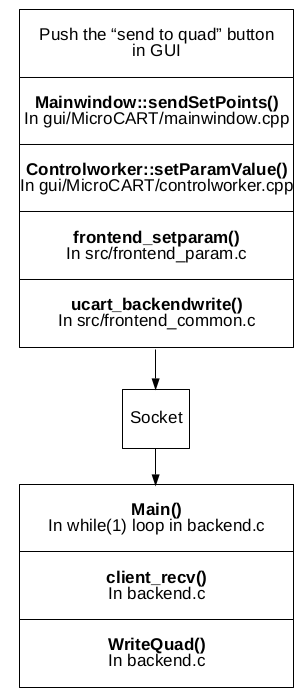 Push the “send to quad” button
in GUI
Mainwindow::sendSetPoints()
In gui/MicroCART/mainwindow.cpp
Controlworker::setParamValue()
In gui/MicroCART/controlworker.cpp
frontend_setparam()
In src/frontend_param.c
ucart_backendwrite()
In src/frontend_common.c
Socket
Main()
In while(1) loop in backend.c
client_recv()
In backend.c
WriteQuad()
In backend.c